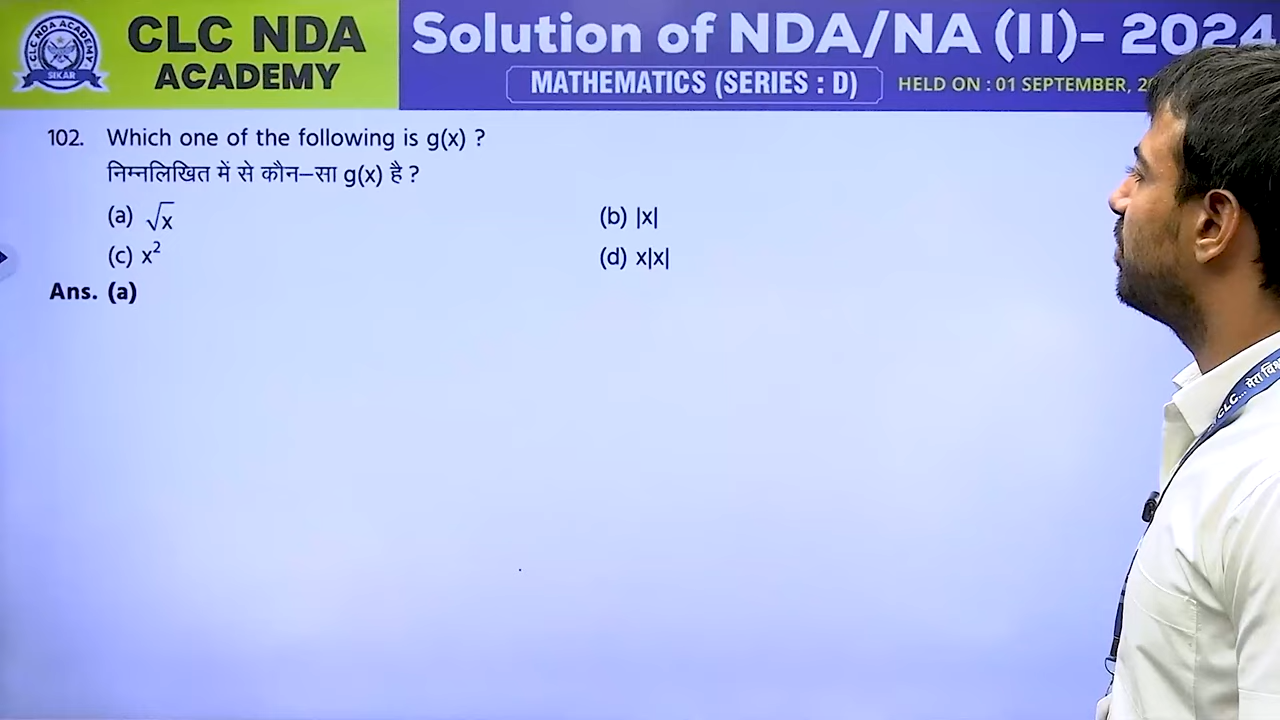 CLC NDA ACADEMY
SIKAR
CLC NDA
ACADEMY
Solution of NDA/NA (II)- 2024
MATHEMATICS (SERIES : D)
HELD ON : 01 SEPTEMBER,
102. Which one of the following is g(x) ?
निम्नलिखित में से कौन–सा g(x) है ?
(a) √x (b) |x|
(c) x² (d) x|x|
Ans. (a)
CLC... मेरा